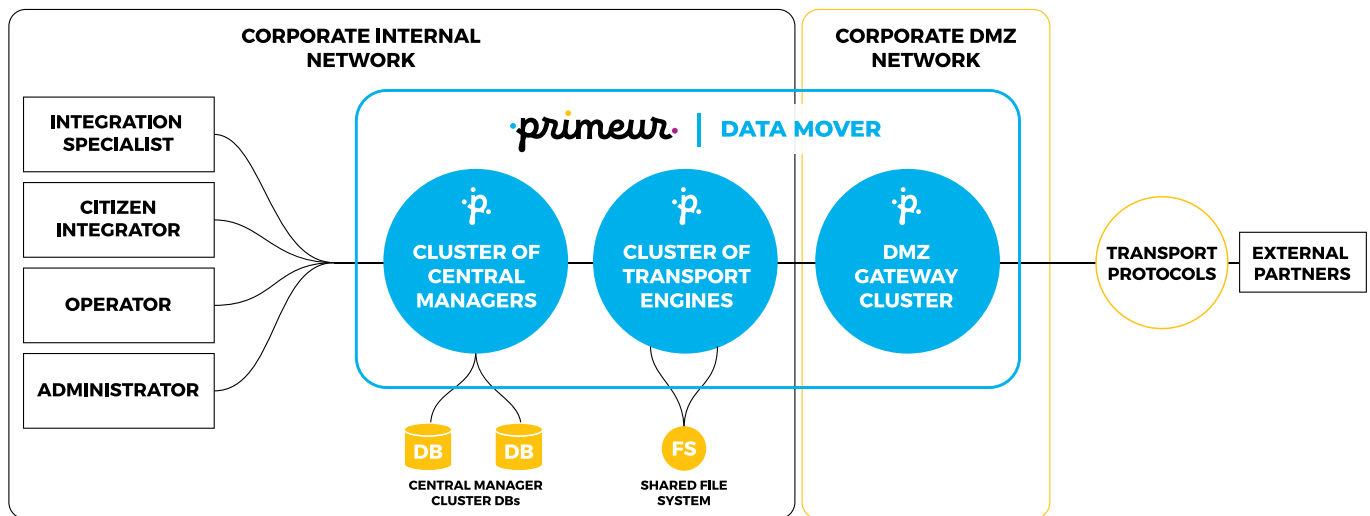 CORPORATE INTERNAL
NETWORK
CORPORATE DMZ
NETWORK
primeur
DATA MOVER
INTEGRATION
SPECIALIST
CITIZEN
INTEGRATOR
OPERATOR
ADMINISTRATOR
p
CLUSTER OF
CENTRAL
MANAGERS
p
CLUSTER OF
TRANSPORT
ENGINES
p
DMZ
GATEWAY
CLUSTER
TRANSPORT
PROTOCOLS
EXTERNAL
PARTNERS
DB
DB
CENTRAL MANAGER
CLUSTER DBs
FS
SHARED FILE
SYSTEM